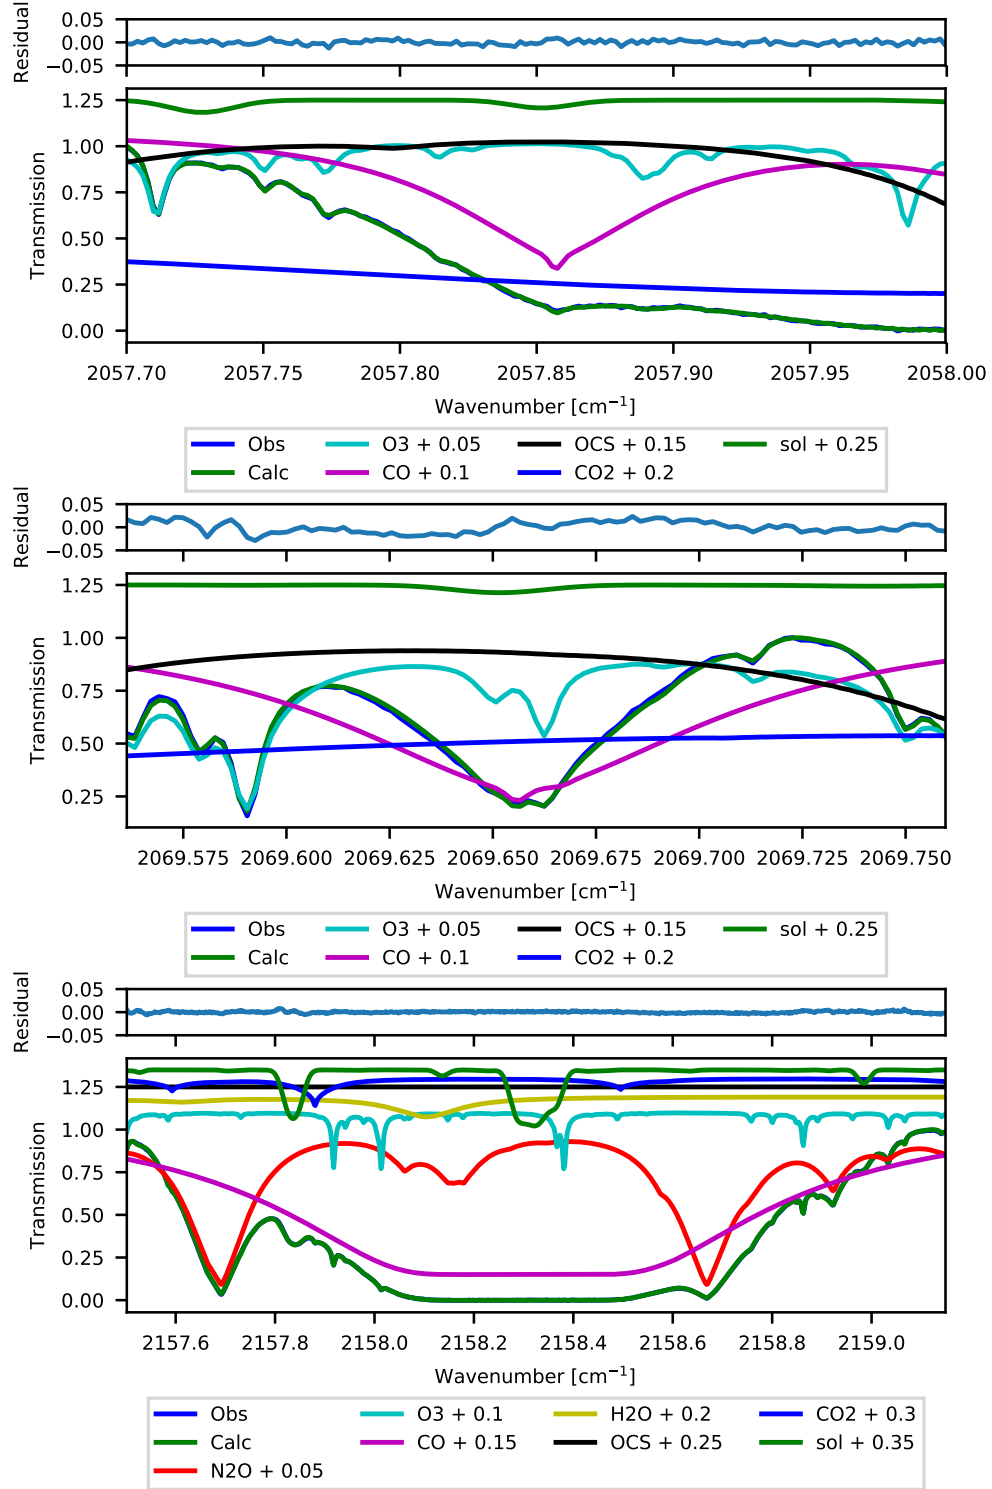 Residual
0.05
0.00
−0.05
Transmission
1.25
1.00
0.75
0.50
0.25
0.00
2057.70 2057.75 2057.80 2057.85 2057.90 2057.95 2058.00
Wavenumber [cm⁻¹]
Obs O3 + 0.05 OCS + 0.15 sol + 0.25
Calc CO + 0.1 CO2 + 0.2
Residual
0.05
0.00
−0.05
Transmission
1.25
1.00
0.75
0.50
0.25
2069.575 2069.600 2069.625 2069.650 2069.675 2069.700 2069.725 2069.750
Wavenumber [cm⁻¹]
Obs O3 + 0.05 OCS + 0.15 sol + 0.25
Calc CO + 0.1 CO2 + 0.2
Residual
0.05
0.00
−0.05
Transmission
1.25
1.00
0.75
0.50
0.25
0.00
2157.6 2157.8 2158.0 2158.2 2158.4 2158.6 2158.8 2159.0
Wavenumber [cm⁻¹]
Obs O3 + 0.1 H2O + 0.2 CO2 + 0.3
Calc CO + 0.15 OCS + 0.25 sol + 0.35
N2O + 0.05